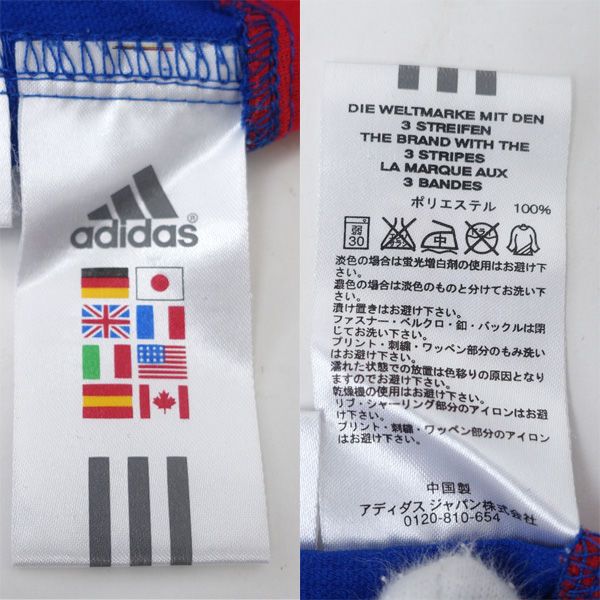 adidas®
DIE WELTMARKE MIT DEN
3 STREIFEN
THE BRAND WITH THE
3 STRIPES
LA MARQUE AUX
3 BANDES
ポリエステル 100%
弱
30
中
淡色の場合は蛍光増白剤の使用はお避け
下さい。
濃色の場合は淡色のものと分けてお洗い下
さい。
漬け置きはお避け下さい。
ファスナー・ベルクロ・釦・バックルは閉
じてお洗い下さい。
プリント・刺繍・ワッペン部分のもみ洗い
はお避け下さい。
濡れた状態での放置は色移りの原因となり
ますのでお避け下さい。
乾燥機の使用はお避け下さい。
リブ・シャーリング部分のアイロンはお避
け下さい。
プリント・刺繍・ワッペン部分のアイロン
はお避け下さい。
中国製
アディダス ジャパン株式会社
0120-810-654